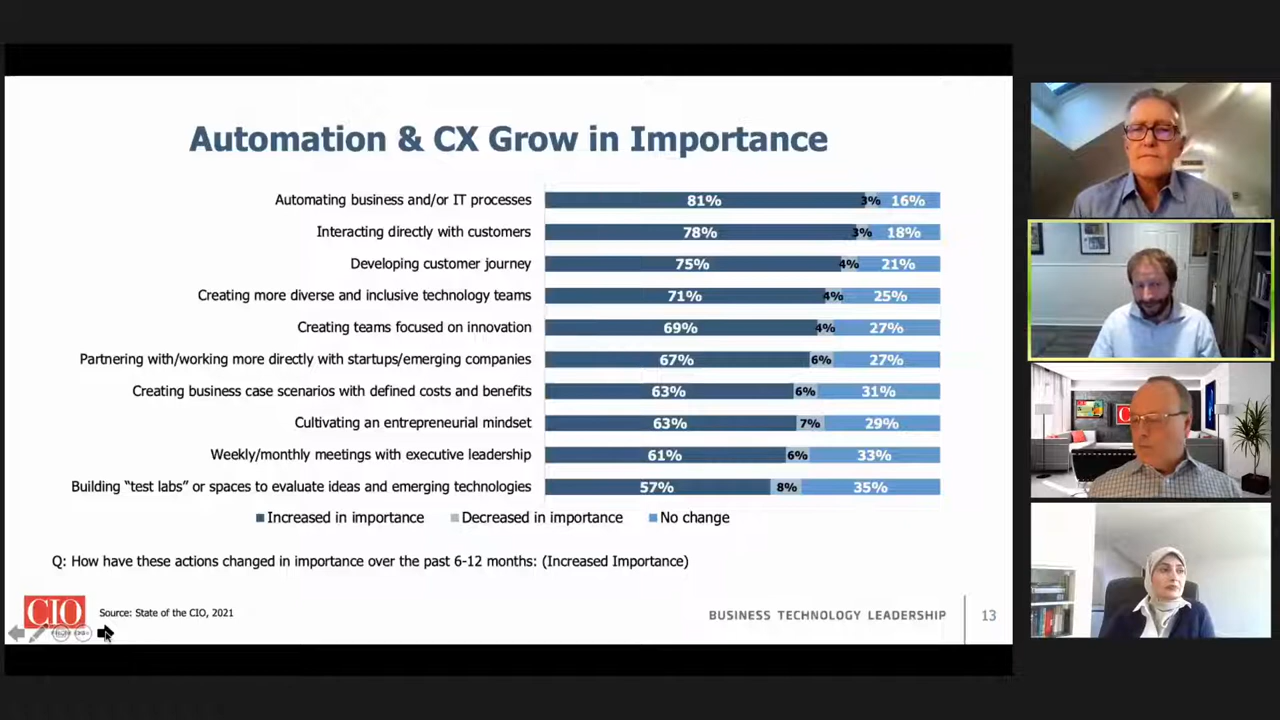 Automation & CX Grow in Importance
Automating business and/or IT processes 81% 3% 16%
Interacting directly with customers 78% 3% 18%
Developing customer journey 75% 4% 21%
Creating more diverse and inclusive technology teams 71% 4% 25%
Creating teams focused on innovation 69% 4% 27%
Partnering with/working more directly with startups/emerging companies 67% 6% 27%
Creating business case scenarios with defined costs and benefits 63% 6% 31%
Cultivating an entrepreneurial mindset 63% 7% 29%
Weekly/monthly meetings with executive leadership 61% 6% 33%
Building “test labs” or spaces to evaluate ideas and emerging technologies 57% 8% 35%
Increased in importance Decreased in importance No change
Q: How have these actions changed in importance over the past 6-12 months: (Increased Importance)
CIO
Source: State of the CIO, 2021
BUSINESS TECHNOLOGY LEADERSHIP 13